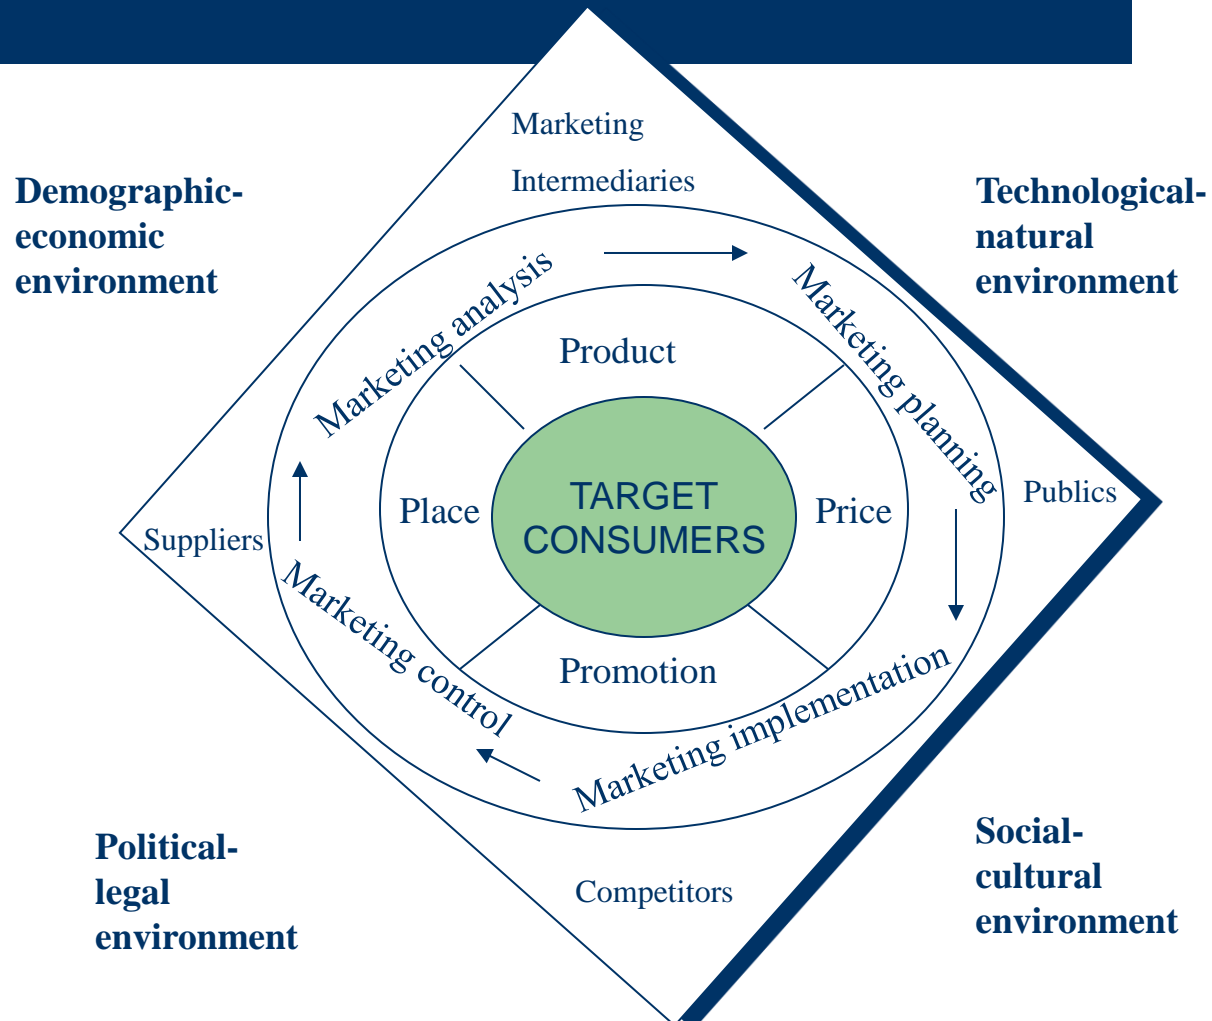 Marketing
Intermediaries
Demographic-
economic
environment
Technological-
natural
environment
Marketing analysis
Marketing planning
Product
Place
TARGET
CONSUMERS
Price
Publics
Suppliers
Marketing control
Promotion
Marketing implementation
Political-
legal
environment
Competitors
Social-
cultural
environment